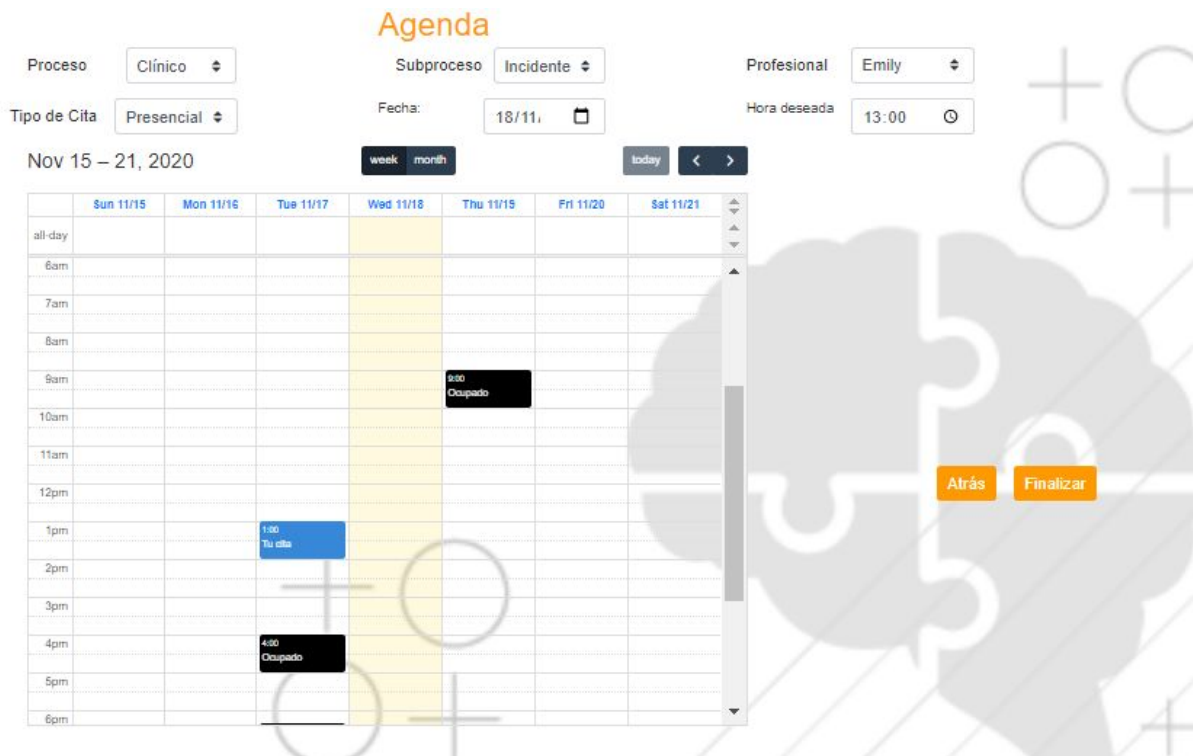 Agenda
Proceso Clínico Subproceso Incidente Profesional Emily
Tipo de Cita Presencial Fecha: 18/11/ Hora deseada 13:00
Nov 15 – 21, 2020 week month today
Sun 11/15 Mon 11/16 Tue 11/17 Wed 11/18 Thu 11/19 Fri 11/20 Sat 11/21
all-day
6am
7am
8am
9am 9:00
Ocupado
10am
11am
Atrás Finalizar
12pm
1pm 1:00
Tu cita
2pm
3pm
4pm 4:00
Ocupado
5pm
6pm